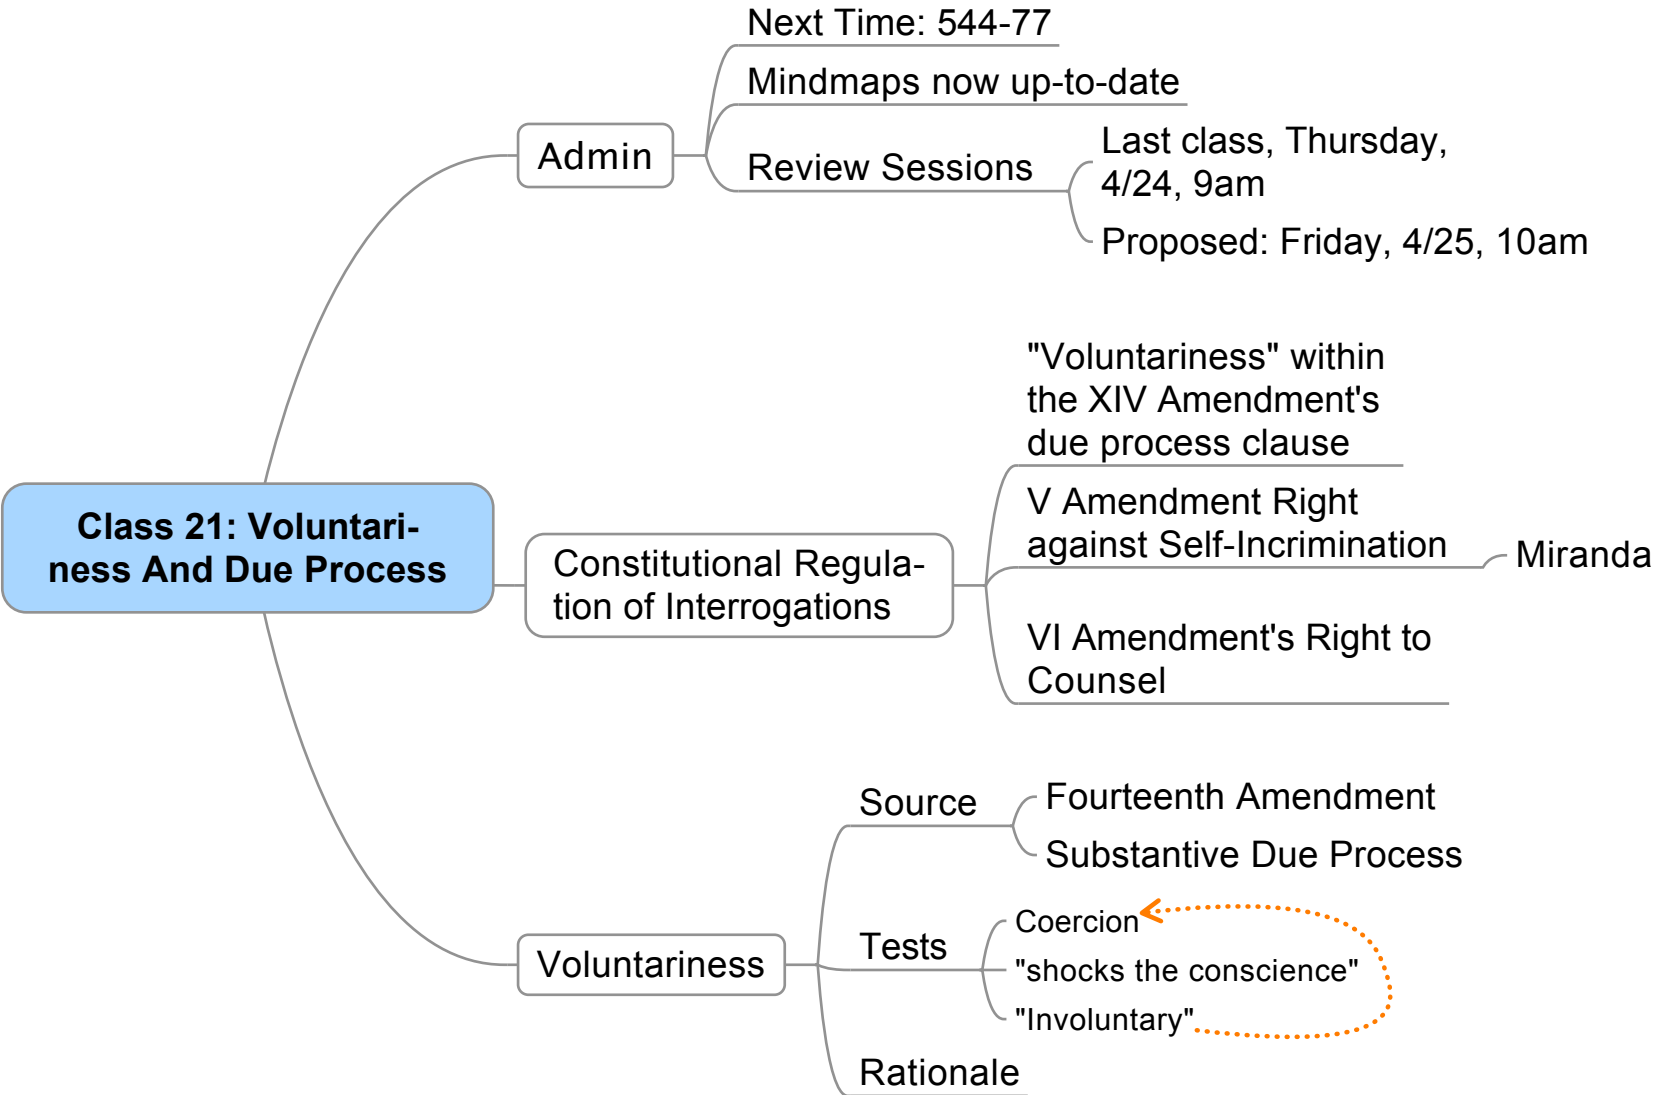 Next Time: 544-77
Mindmaps now up-to-date
Admin
Review Sessions
Last class, Thursday,
4/24, 9am
Proposed: Friday, 4/25, 10am
Class 21: Voluntari-
ness And Due Process
Constitutional Regula-
tion of Interrogations
"Voluntariness" within
the XIV Amendment's
due process clause
V Amendment Right
against Self-Incrimination
Miranda
VI Amendment's Right to
Counsel
Voluntariness
Source
Fourteenth Amendment
Substantive Due Process
Tests
Coercion
"shocks the conscience"
"Involuntary"
Rationale